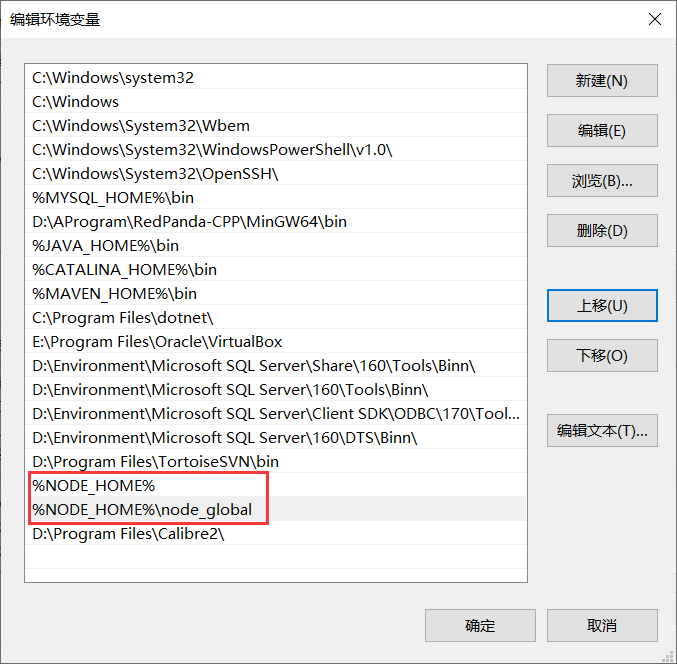 编辑环境变量
C:\Windows\system32
C:\Windows
C:\Windows\System32\Wbem
C:\Windows\System32\WindowsPowerShell\v1.0\
C:\Windows\System32\OpenSSH\
%MYSQL_HOME%\bin
D:\AProgram\RedPanda-CPP\MinGW64\bin
%JAVA_HOME%\bin
%CATALINA_HOME%\bin
%MAVEN_HOME%\bin
C:\Program Files\dotnet\
E:\Program Files\Oracle\VirtualBox
D:\Environment\Microsoft SQL Server\Share\160\Tools\Binn\
D:\Environment\Microsoft SQL Server\160\Tools\Binn\
D:\Environment\Microsoft SQL Server\Client SDK\ODBC\170\Tool...
D:\Environment\Microsoft SQL Server\160\DTS\Binn\
D:\Program Files\TortoiseSVN\bin
%NODE_HOME%
%NODE_HOME%\node_global
D:\Program Files\Calibre2\
新建(N)
编辑(E)
浏览(B)...
删除(D)
上移(U)
下移(O)
编辑文本(T)...
确定
取消